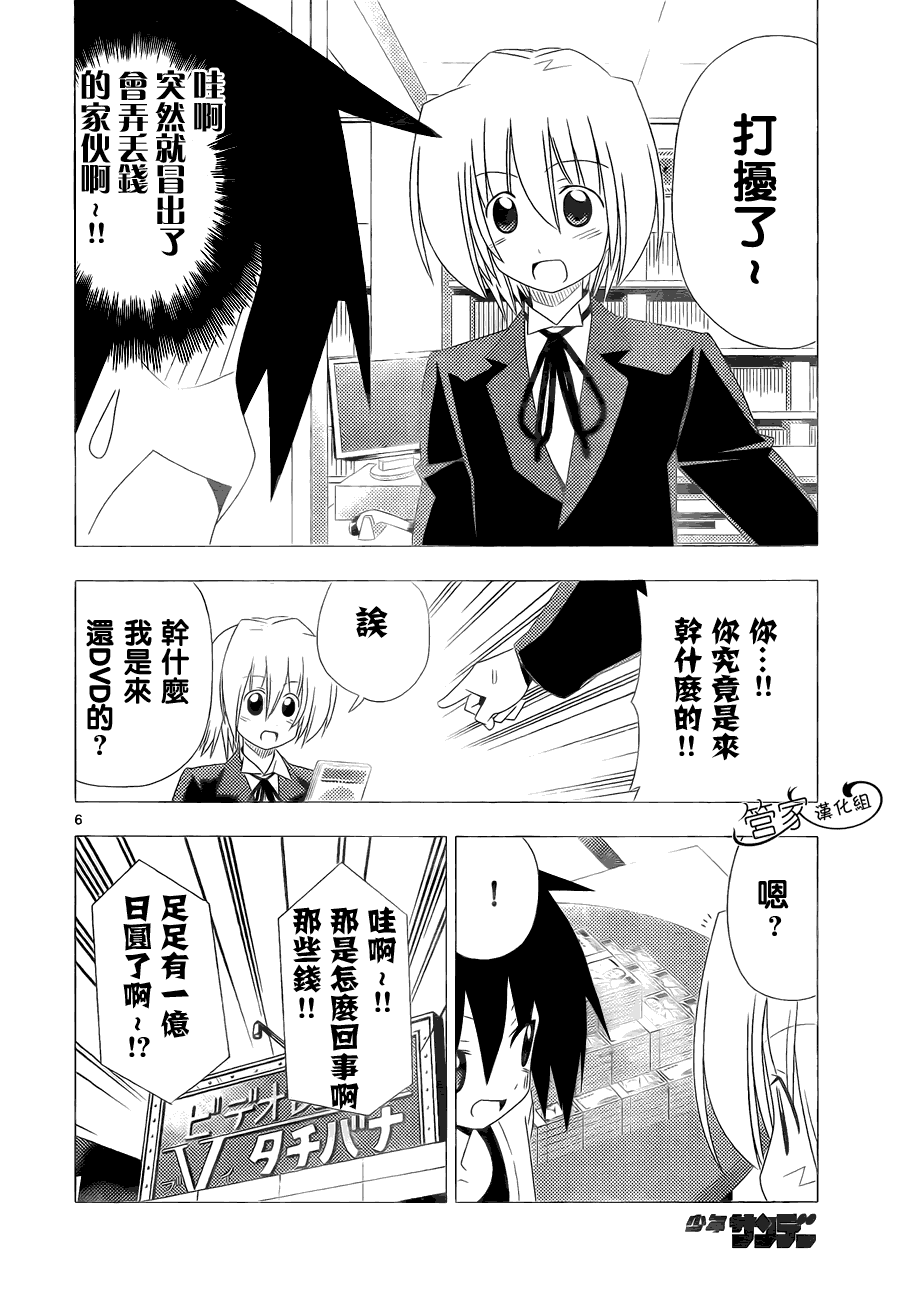 打擾了~
哇啊
突然就冒出了
會弄丟錢
的家伙啊~!!
你…!!
你究竟是來
幹什麼的!!
誒
幹什麼
我是來
還DVD的?
6
管家漢化組
嗯?
!
哇啊~!!
那是怎麼回事啊
那些錢!!
足足有一億
日圓了啊~!?
ビデオレ
タチバナ
少年サンデー